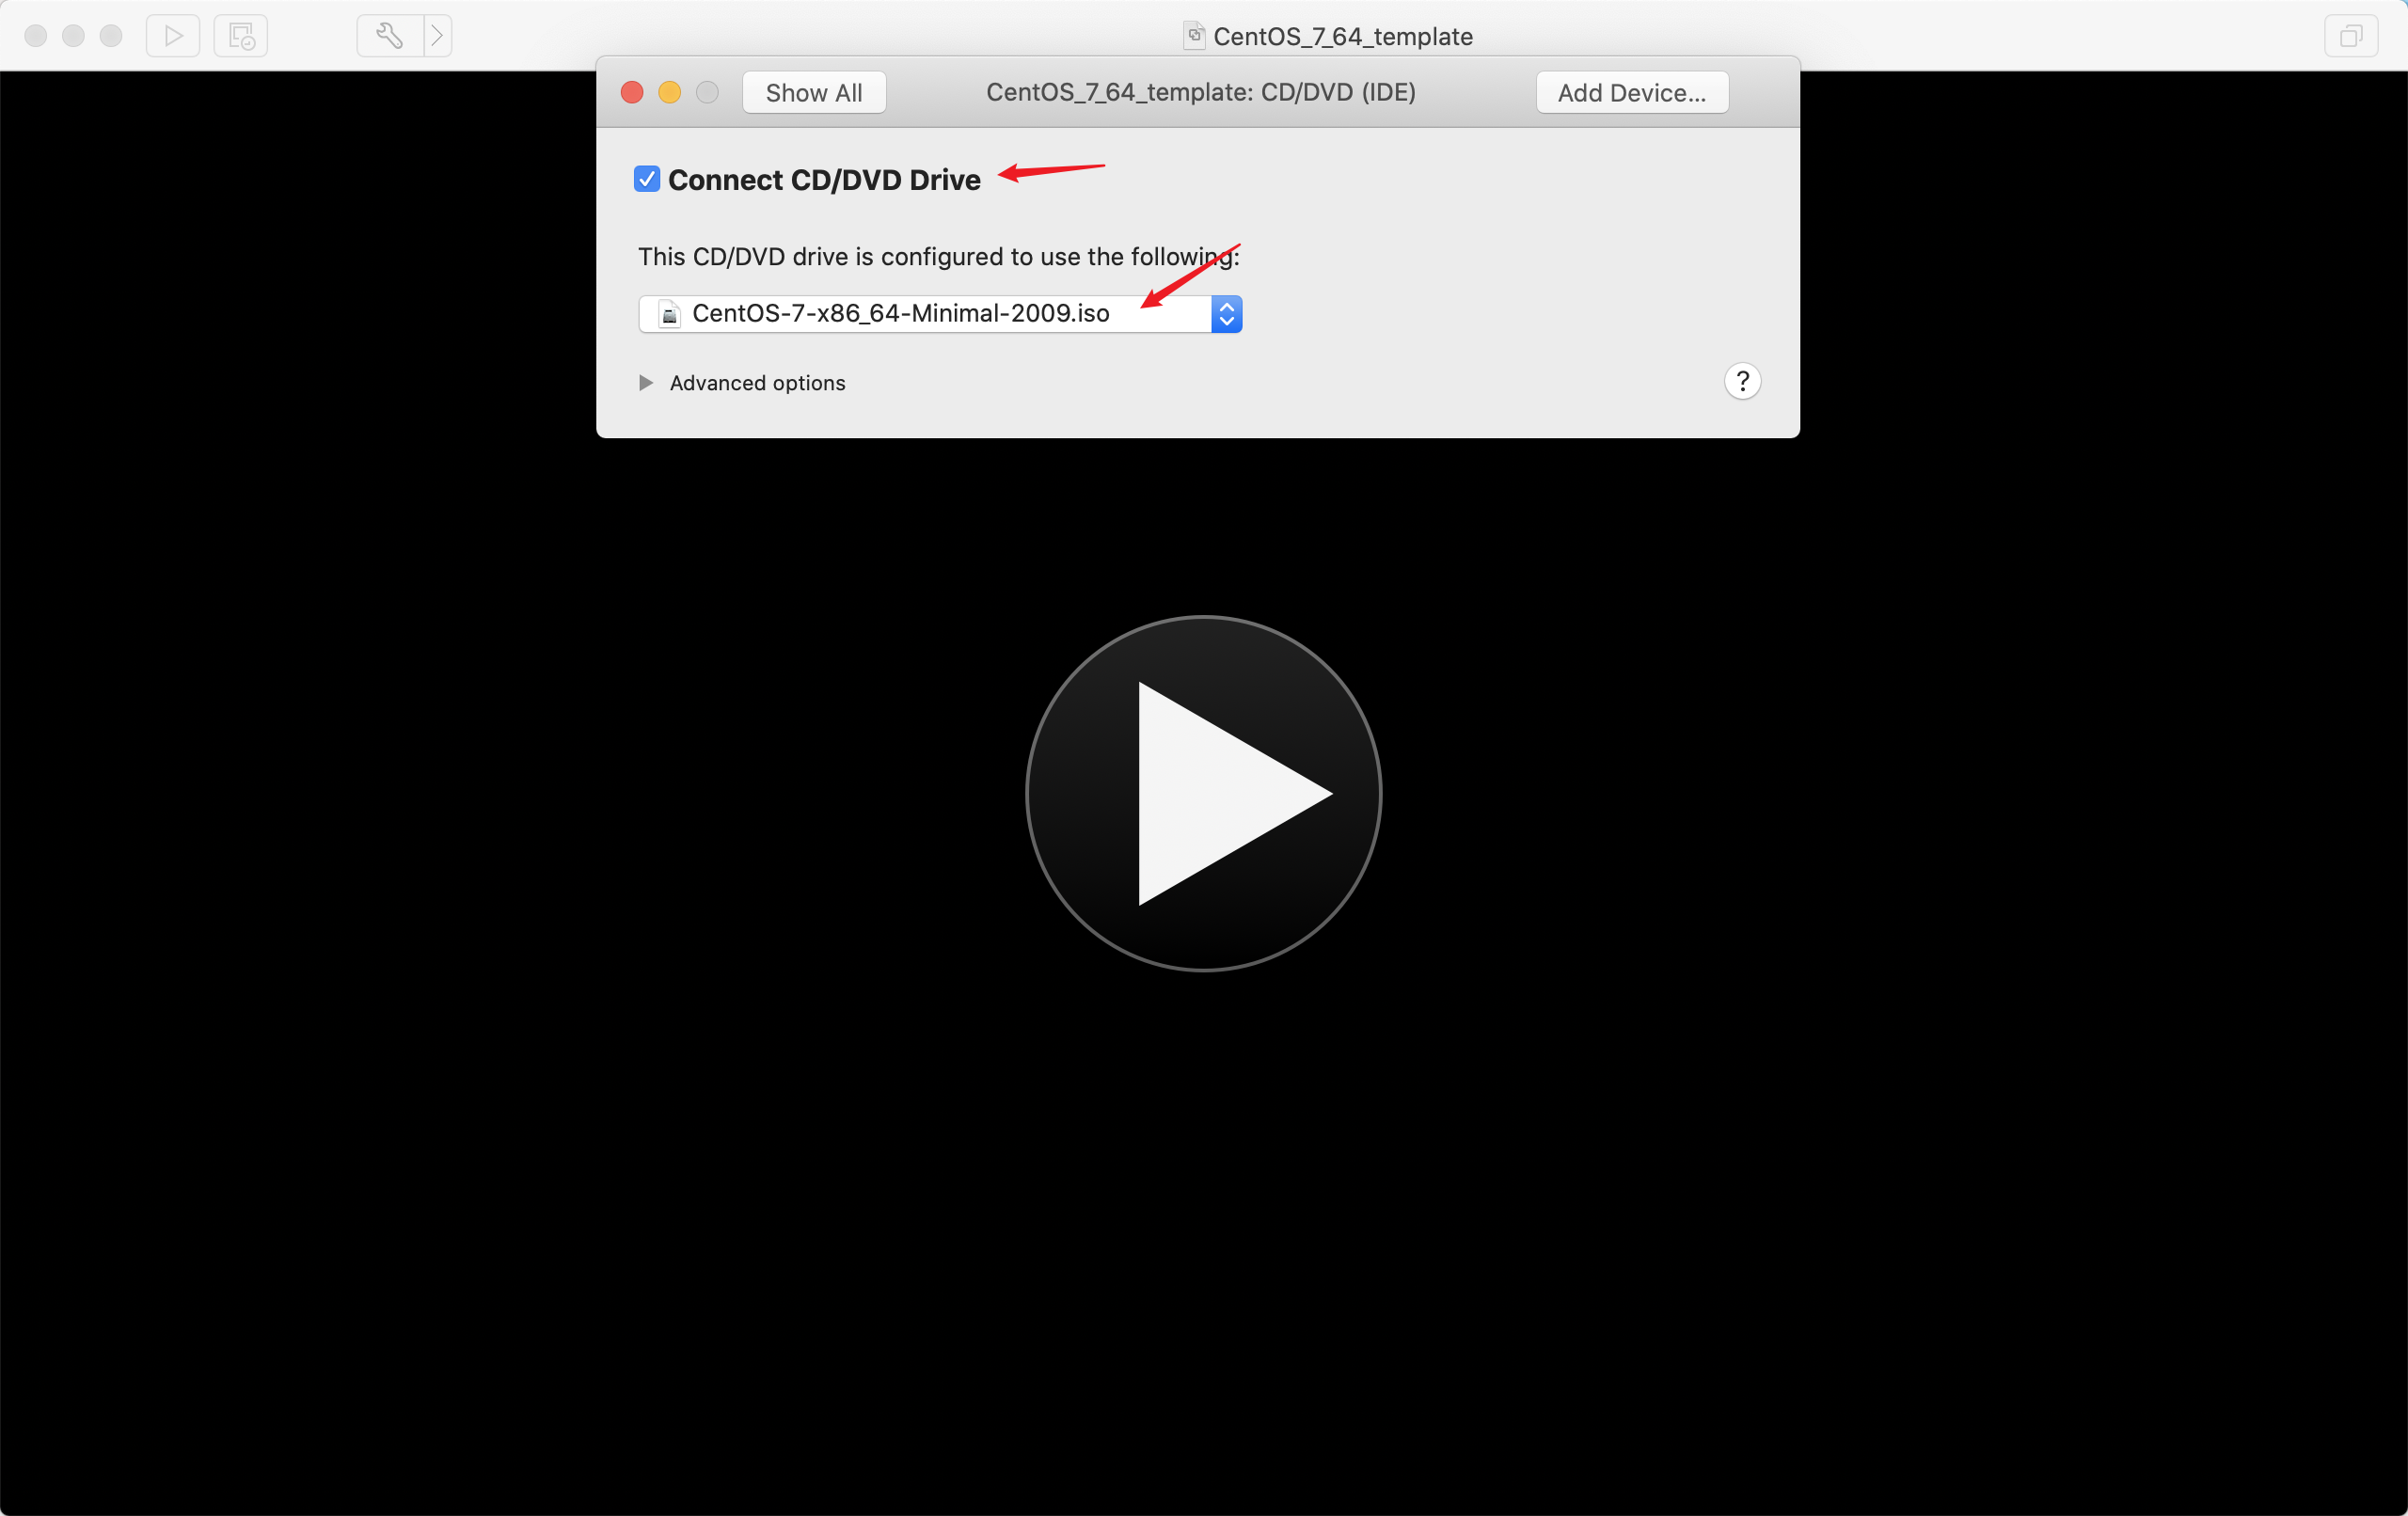 CentOS_7_64_template
Show All
CentOS_7_64_template: CD/DVD (IDE)
Add Device...
Connect CD/DVD Drive
This CD/DVD drive is configured to use the following:
CentOS-7-x86_64-Minimal-2009.iso
Advanced options
?